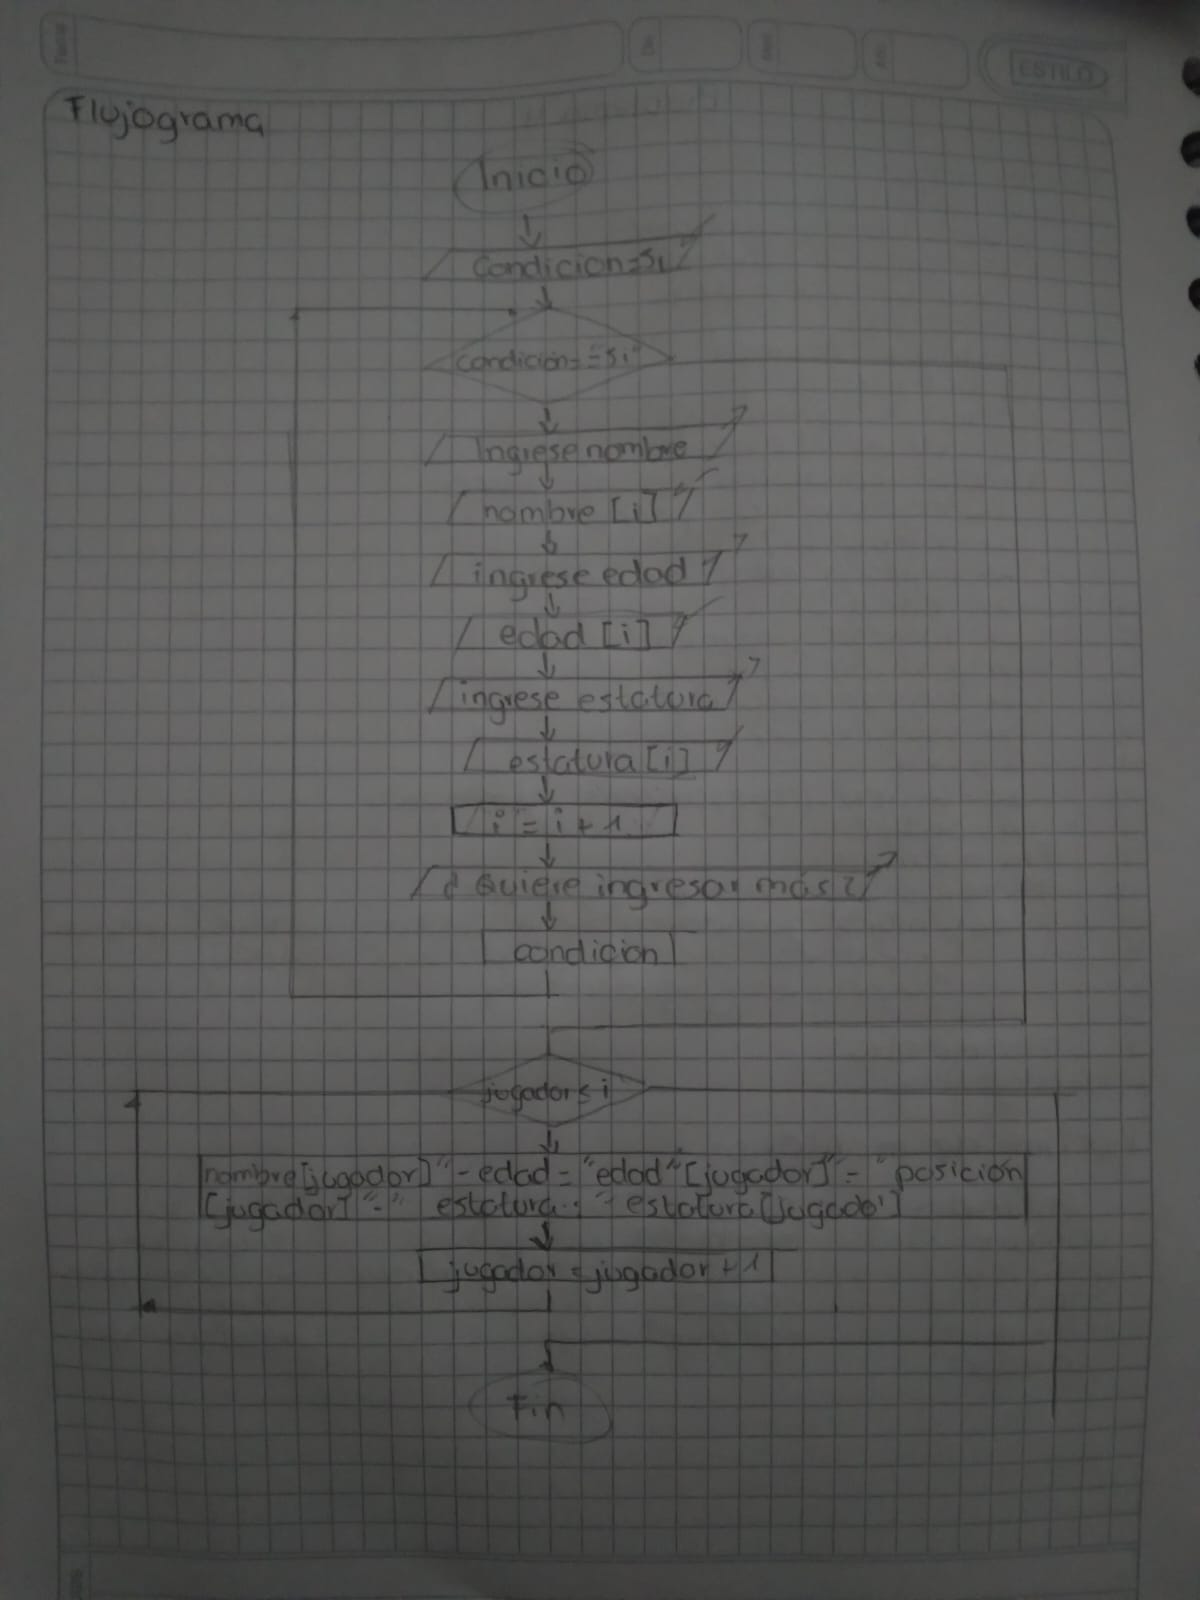 ESTILO
Flujograma
Inicio
Condicion=Si
condicion=="Si"
Ingrese nombre
nombre [i]
ingrese edad
edad [i]
ingrese estatura
estatura [i]
i = i + 1
¿Quiere ingresar más?
condicion
jugador ≤ i
nombre[jugador]"-edad="edad"[jugador]"-"posición
[jugador]"-" estatura: "-estatura[jugado']
jugador = jugador + 1
Fin